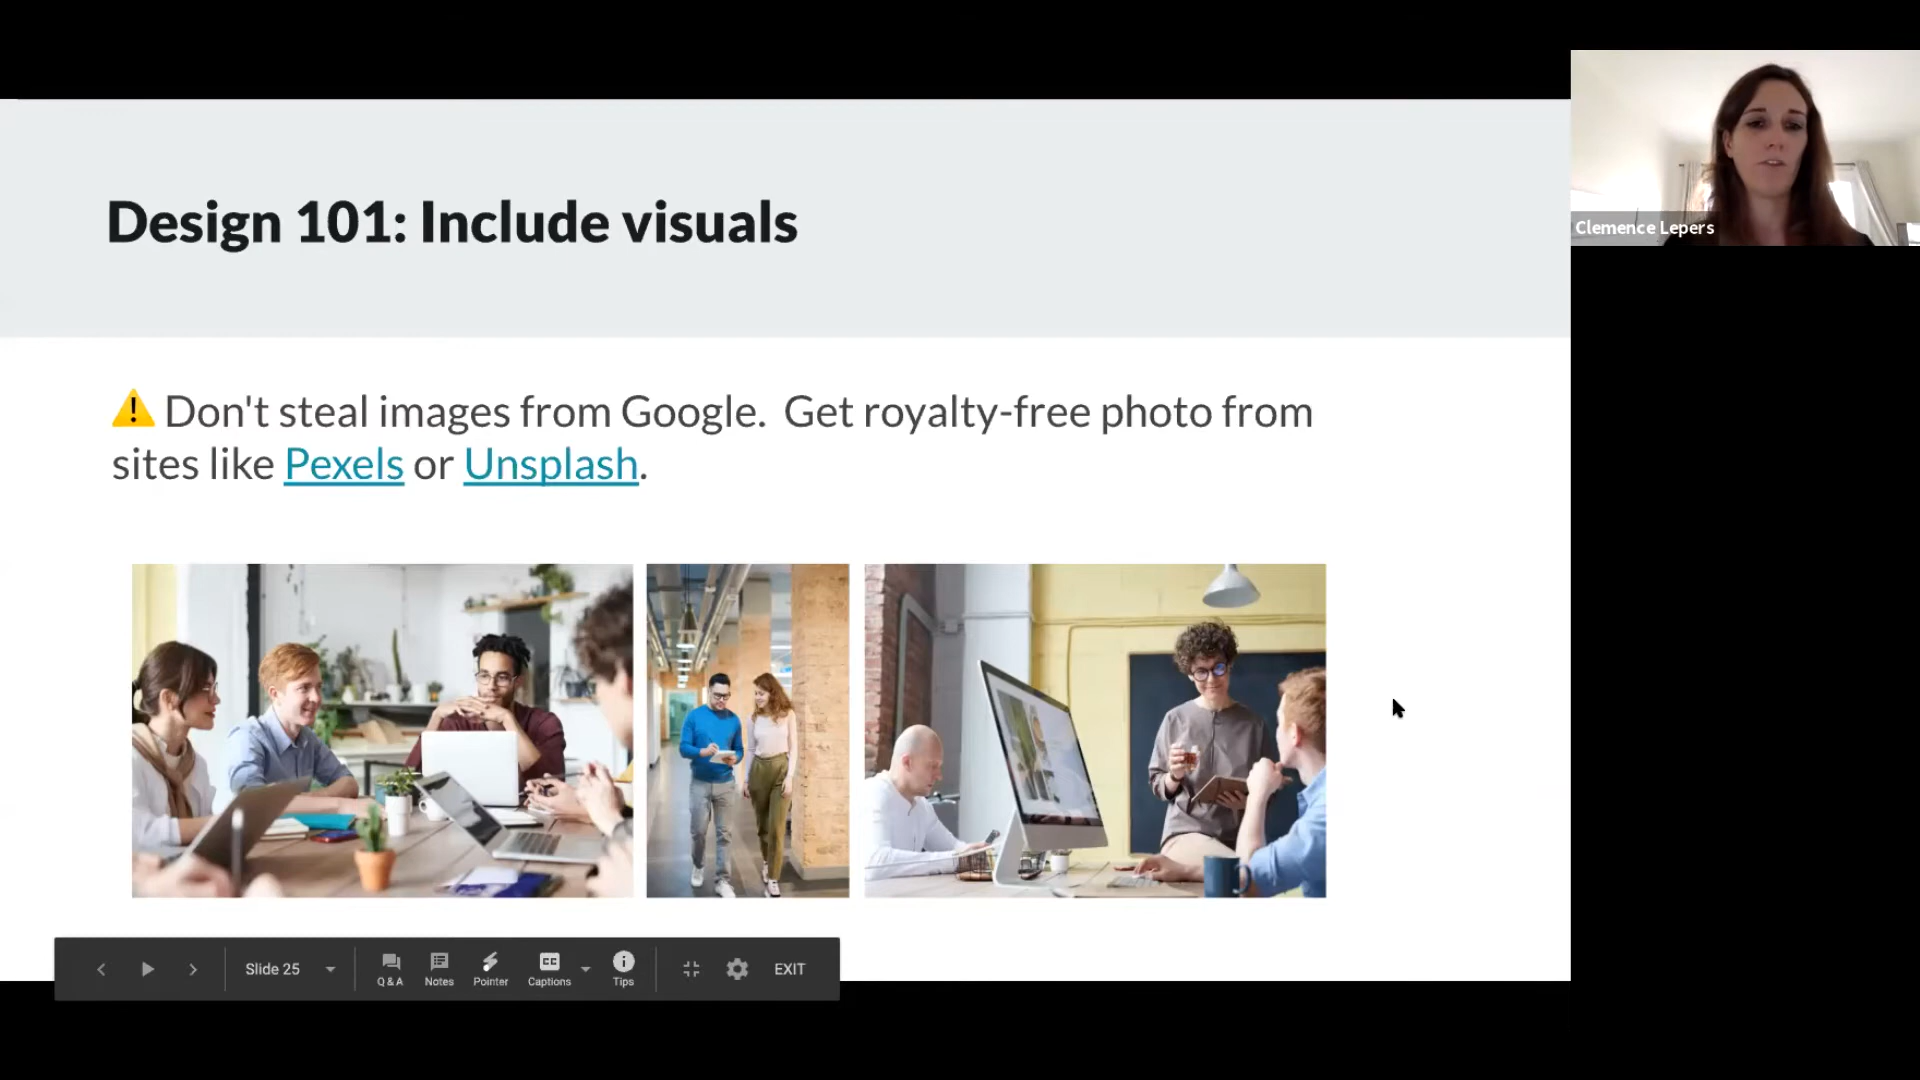 Design 101: Include visuals
Clemence Lepers
⚠ Don't steal images from Google.  Get royalty-free photo from
sites like Pexels or Unsplash.
Slide 25
Q & A
Notes
CC
Pointer
Captions
Tips
EXIT